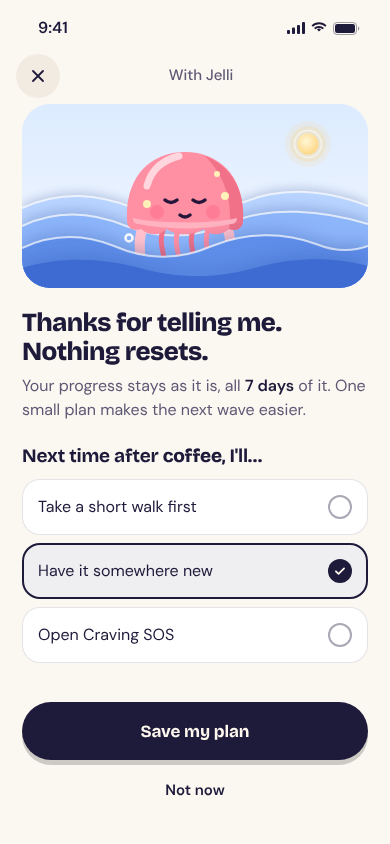 9:41
With Jelli
Thanks for telling me.
Nothing resets.
Your progress stays as it is, all 7 days of it. One
small plan makes the next wave easier.
Next time after coffee, I'll...
Take a short walk first
Have it somewhere new
Open Craving SOS
Save my plan
Not now